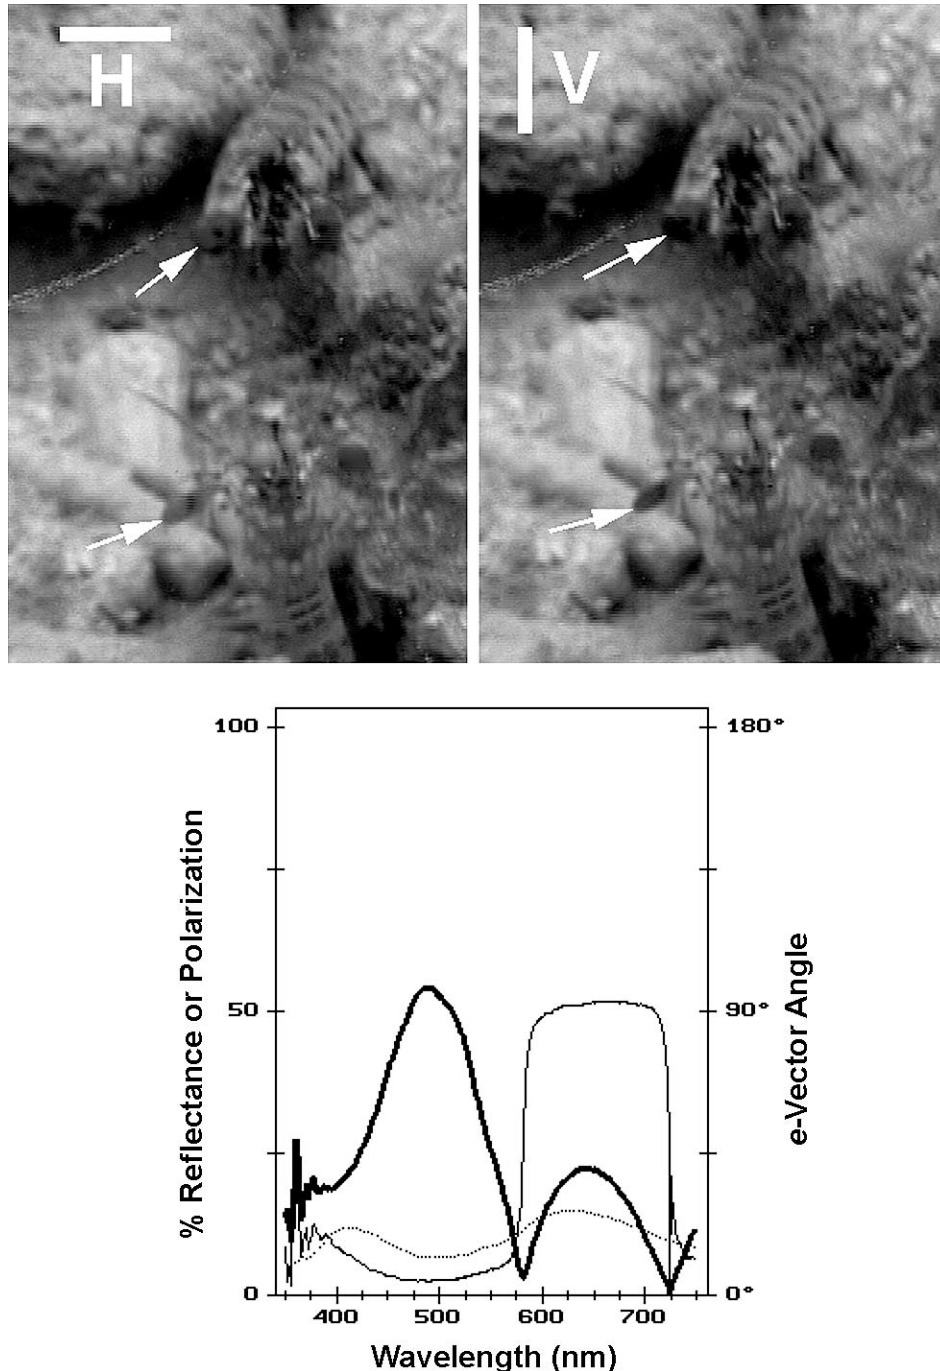 H
V
100
180°
50
90°
0
0°
400
500
600
700
% Reflectance or Polarization
e-Vector Angle
Wavelength (nm)